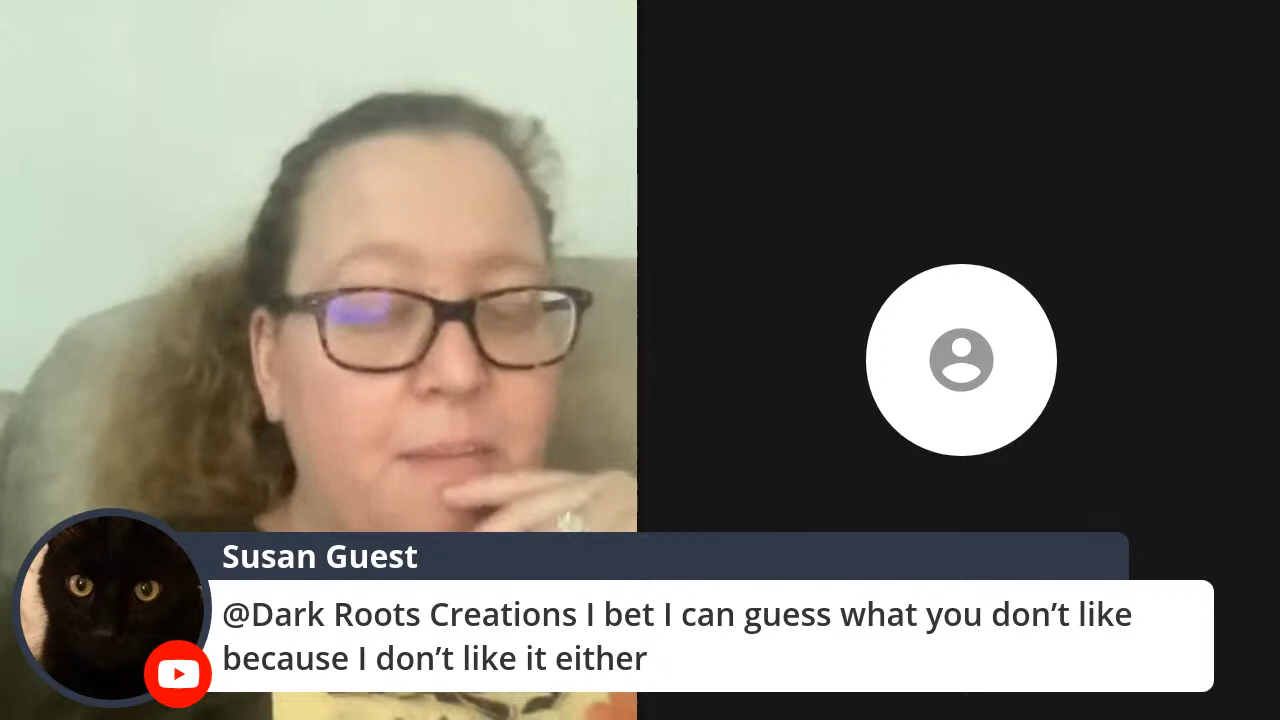 Susan Guest
@Dark Roots Creations I bet I can guess what you don’t like
because I don’t like it either